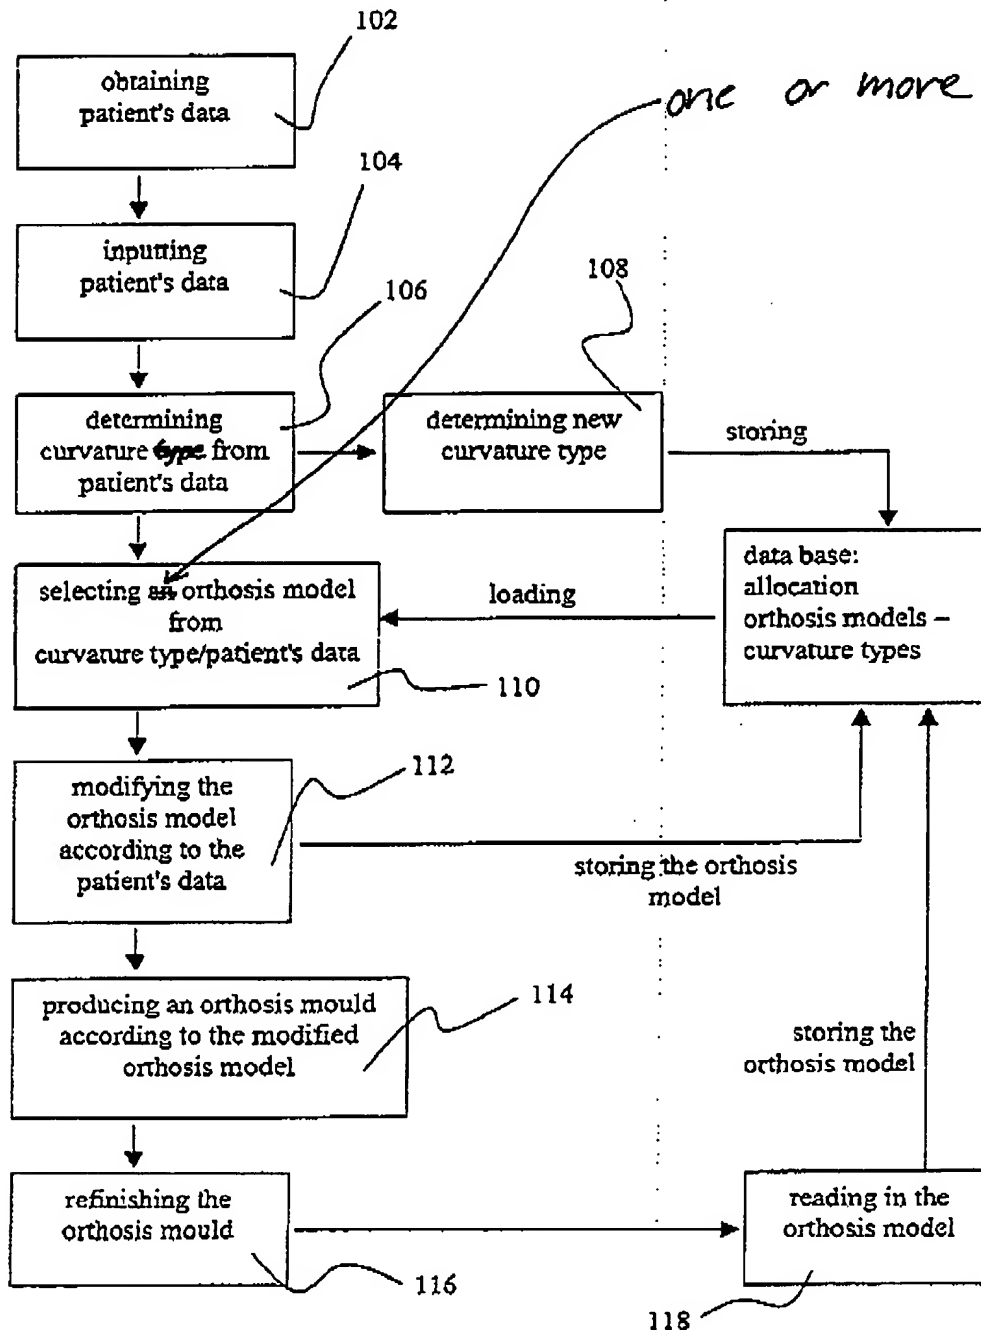 102
obtaining
patient's data
one or more
104
inputting
patient's data
106
108
determining
curvature type from
patient's data
determining new
curvature type
storing
selecting an orthosis model
from
curvature type/patient's data
110
loading
data base:
allocation
orthosis models –
curvature types
modifying the
orthosis model
according to the
patient's data
112
storing the orthosis
model
producing an orthosis mould
according to the modified
orthosis model
114
storing the
orthosis model
refinishing the
orthosis mould
116
reading in the
orthosis model
118